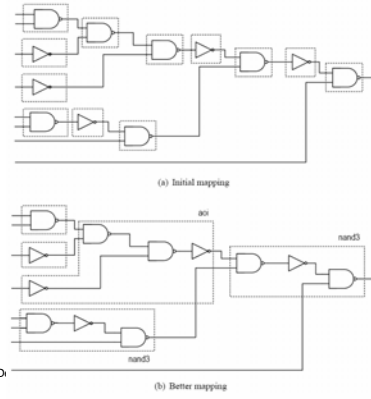 (a) Initial mapping
aoi
nand3
nand3
(b) Better mapping